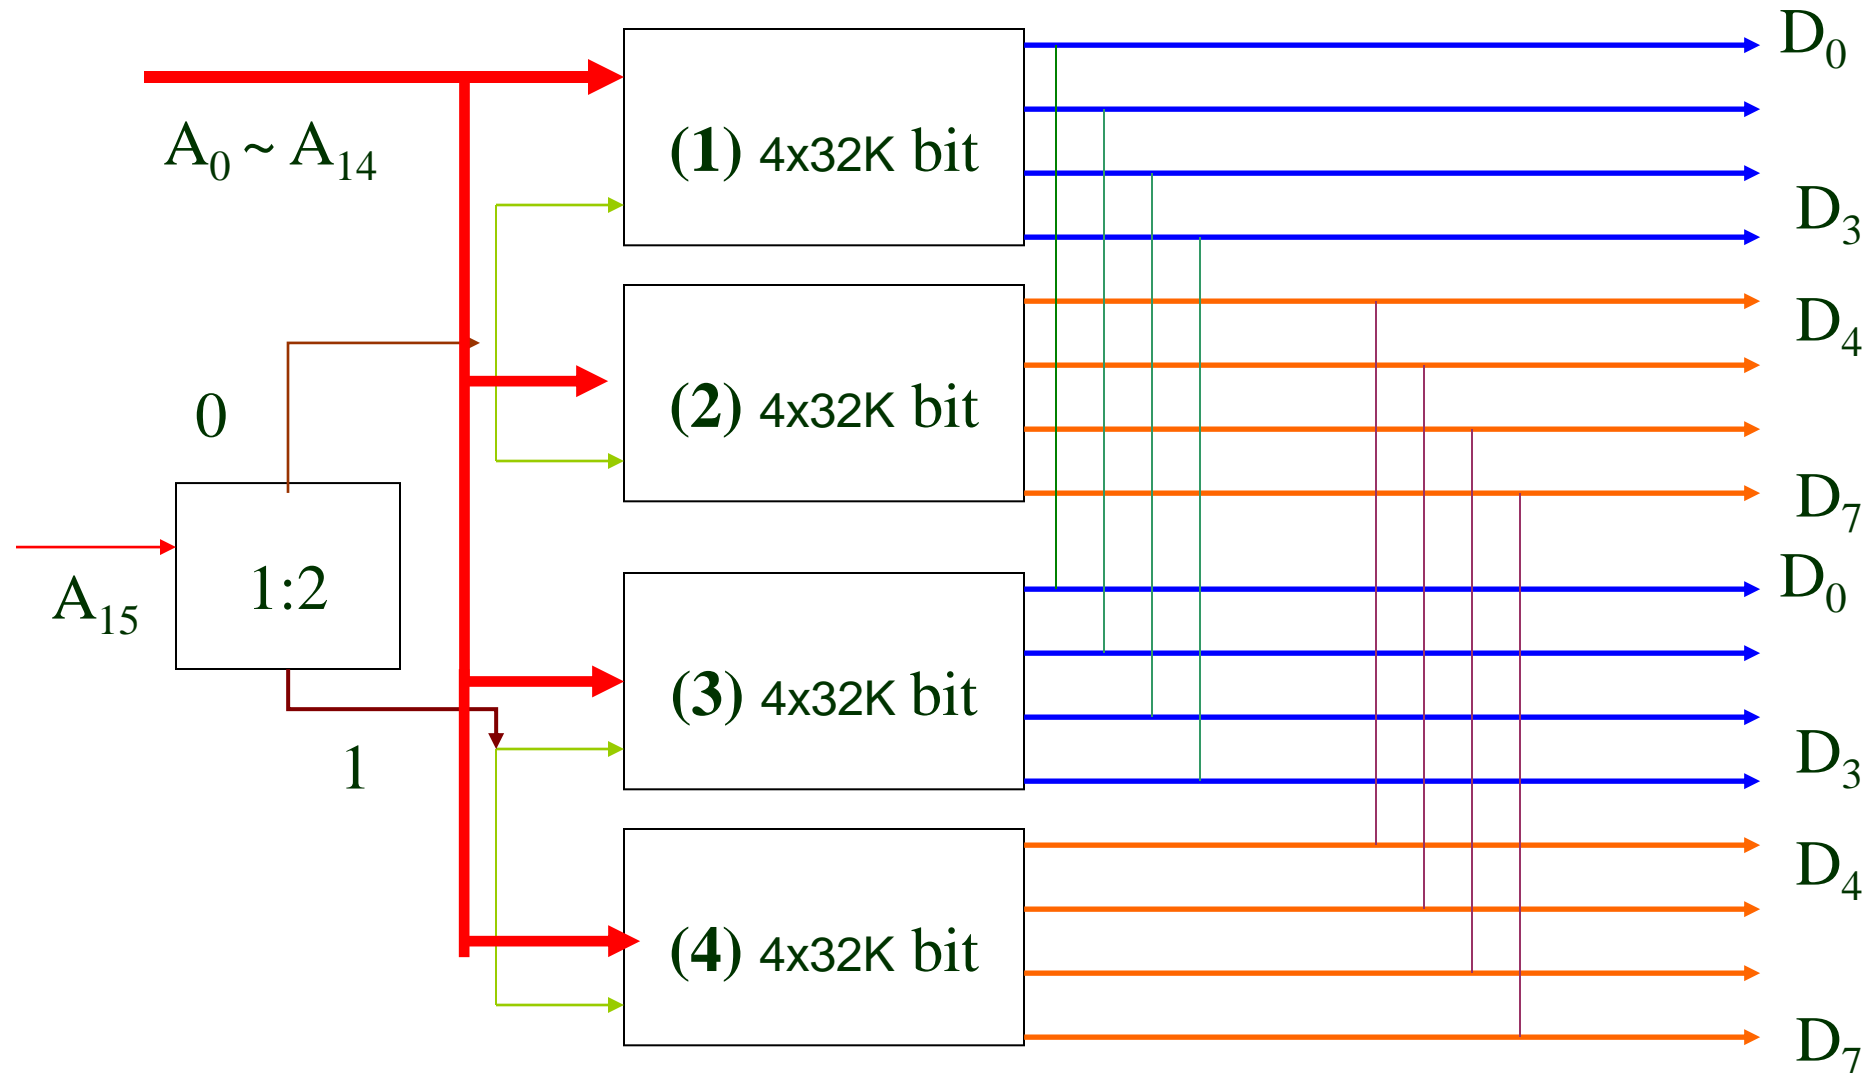 D₀
A₀ ~ A₁₄
(1) 4x32K bit
D₃
D₄
0
(2) 4x32K bit
D₇
A₁₅
1:2
D₀
(3) 4x32K bit
1
D₃
D₄
(4) 4x32K bit
D₇